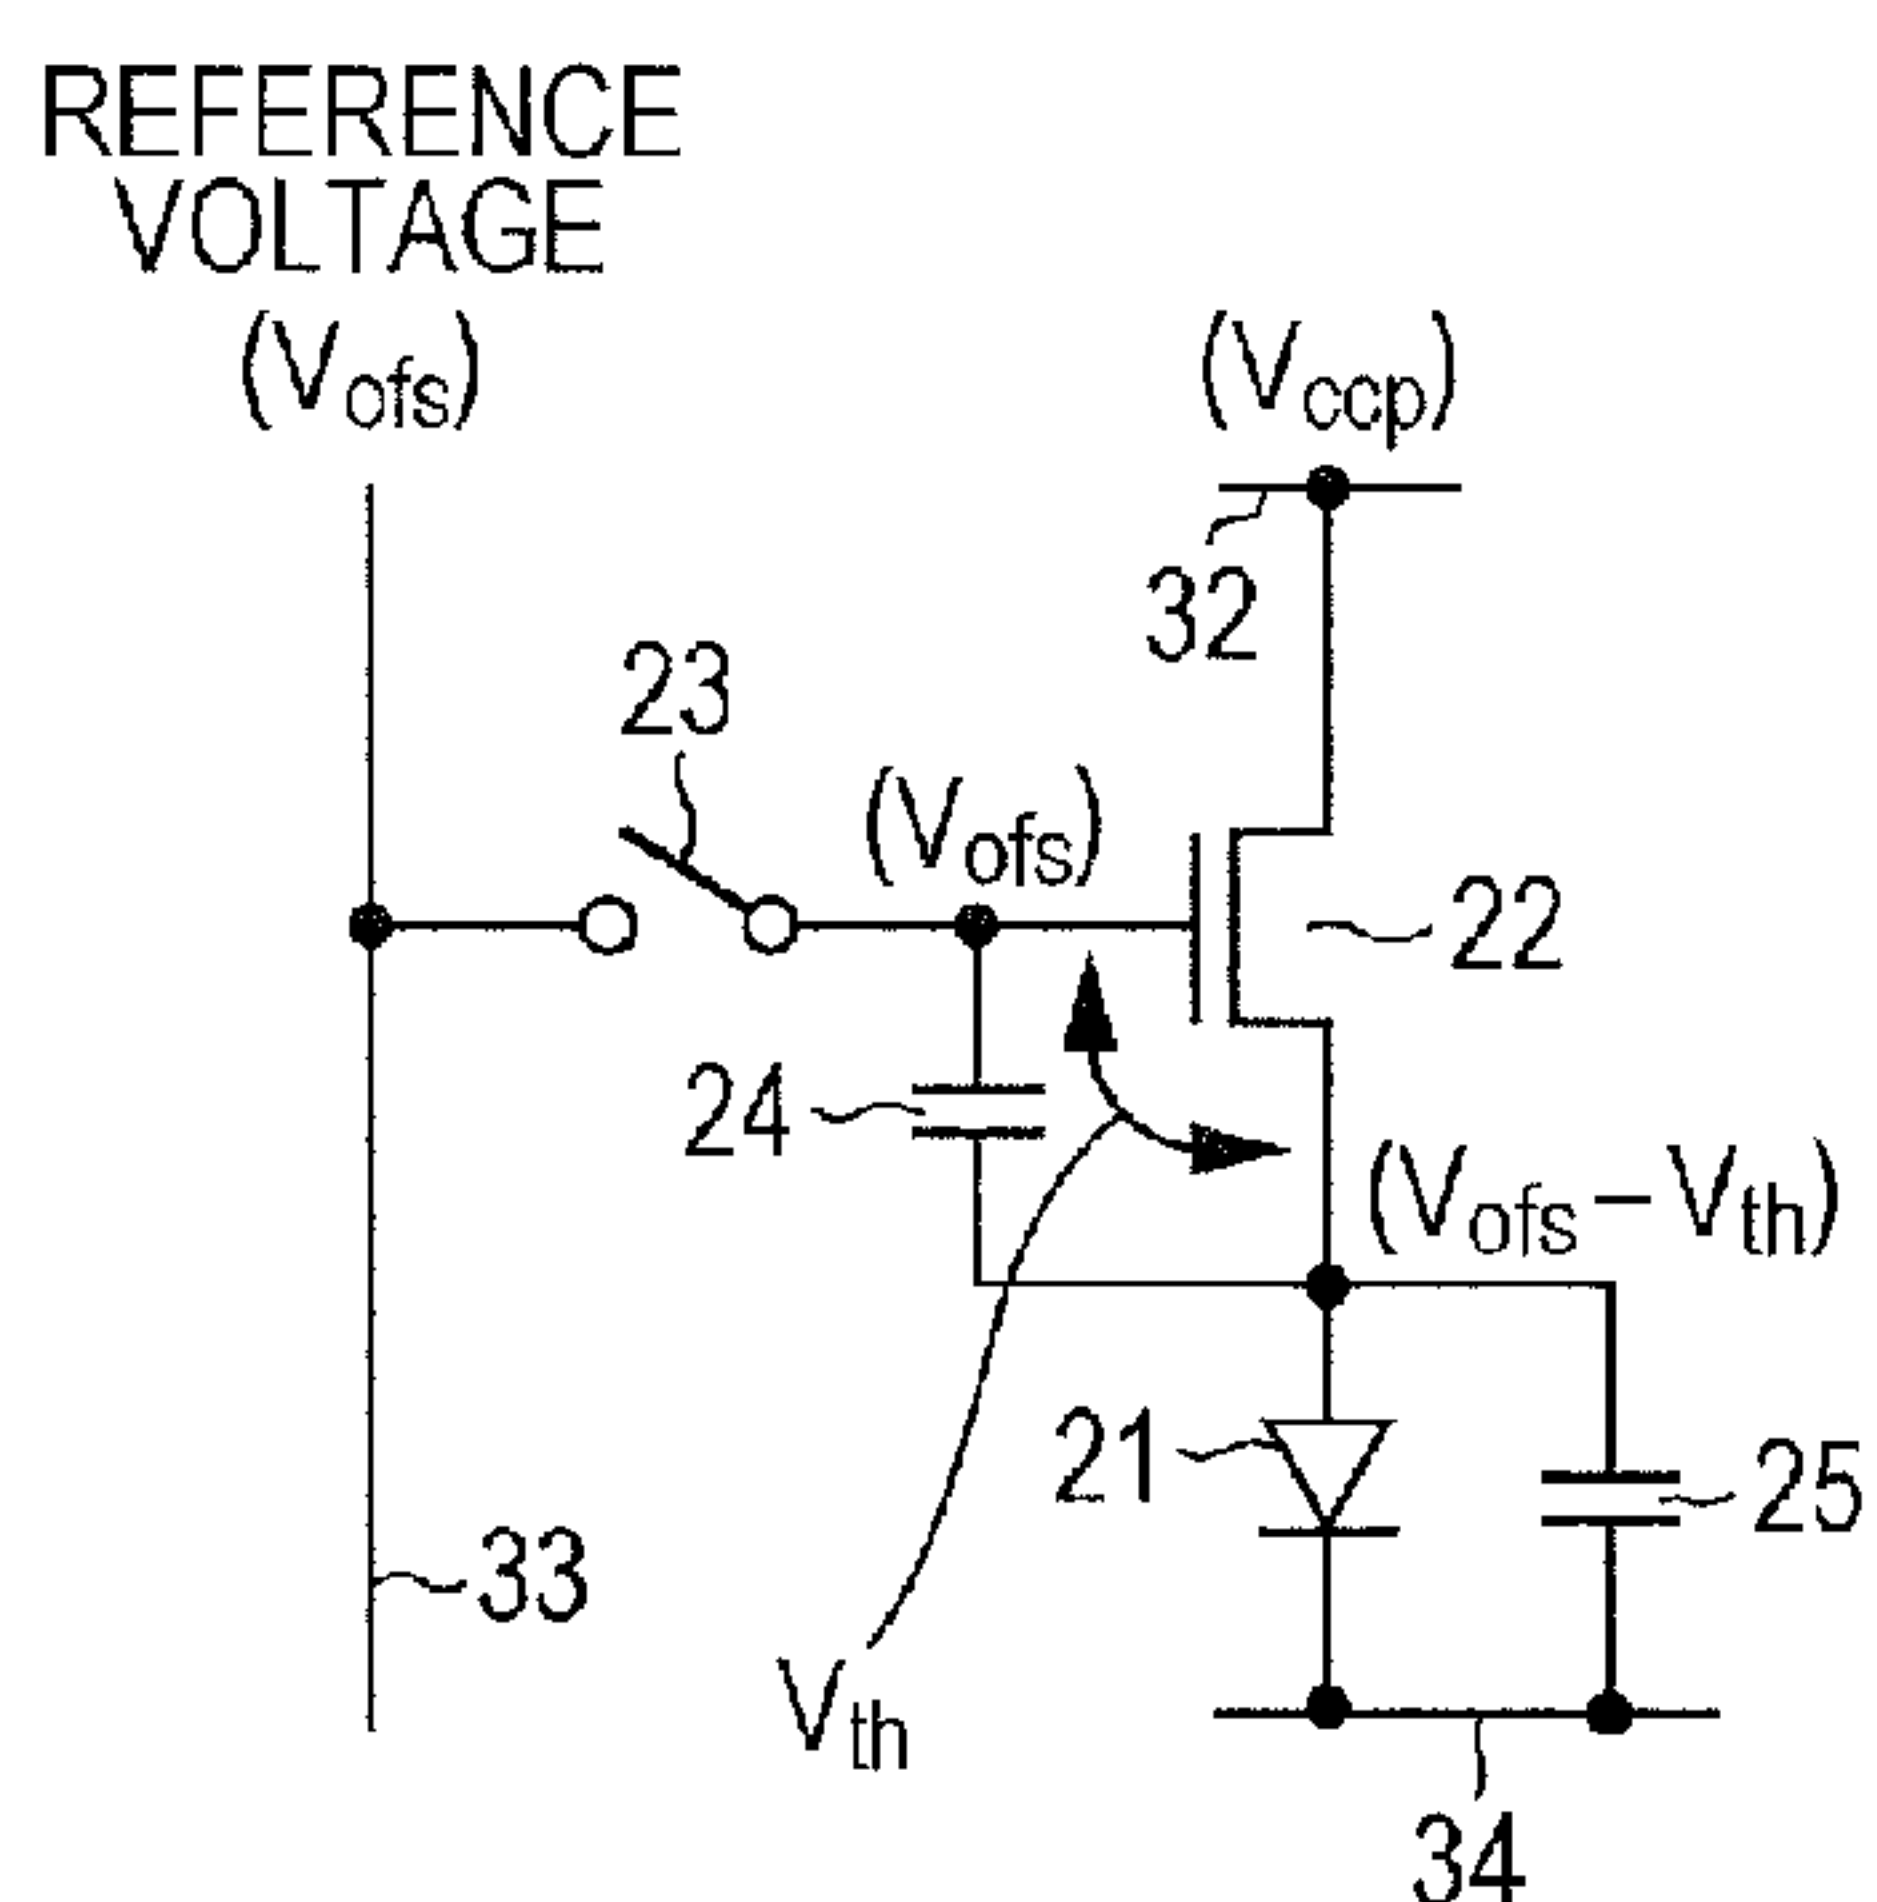 REFERENCE
VOLTAGE
(Vofs)
(Vccp)
32
23
(Vofs)
22
24
(Vofs−Vth)
21
25
33
Vth
34